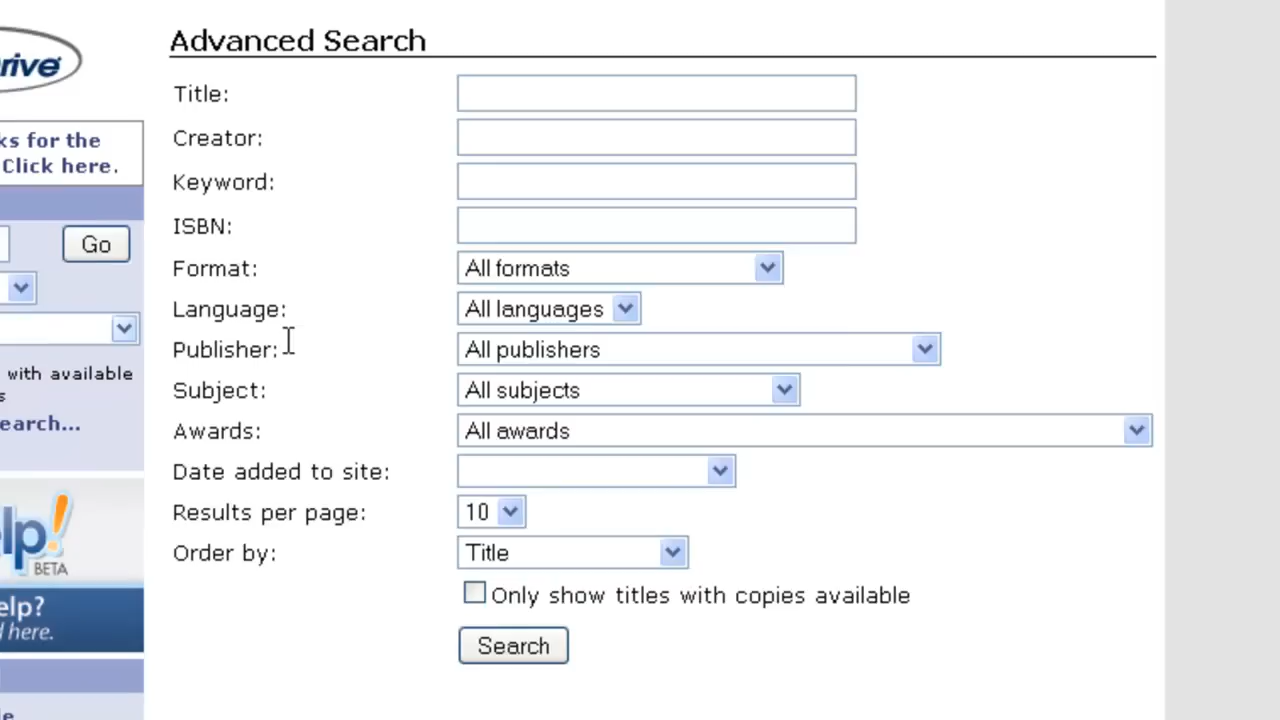 Advanced Search
rive
Title:
ks for the
Click here.
Creator:
Keyword:
ISBN:
Go
Format: All formats
Language: All languages
Publisher: All publishers
with available
s
Subject: All subjects
earch...
Awards: All awards
Date added to site:
Results per page: 10
lp!
BETA
Order by: Title
Only show titles with copies available
elp?
d here.
Search
le